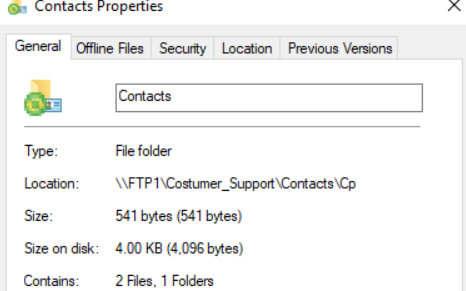 Contacts Properties
General Offline Files Security Location Previous Versions
Contacts
Type: File folder
Location: \\FTP1\Costumer_Support\Contacts\Cp
Size: 541 bytes (541 bytes)
Size on disk: 4.00 KB (4,096 bytes)
Contains: 2 Files, 1 Folders